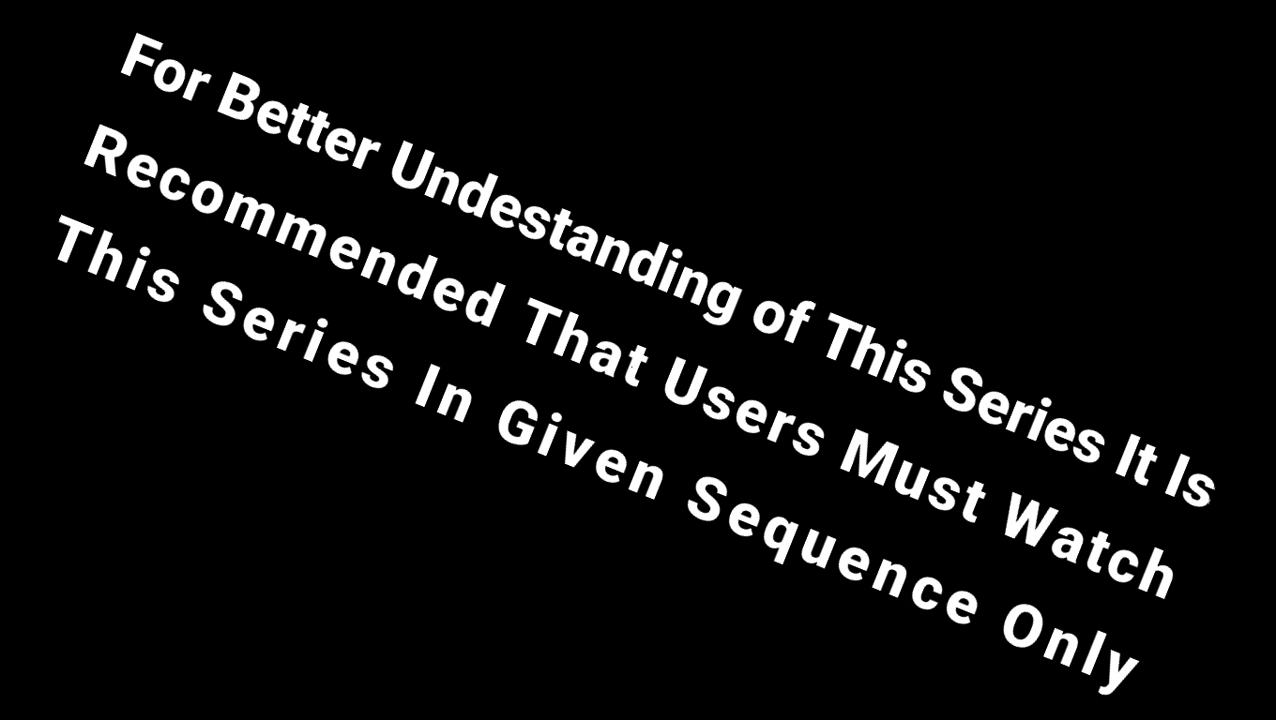 For Better Undestanding of This Series It Is
Recommended That Users Must Watch
This Series In Given Sequence Only